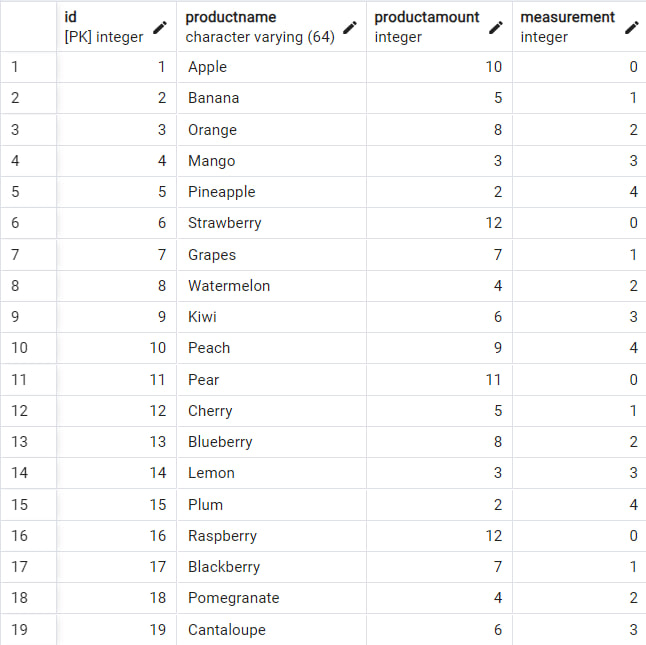 id productname productamount measurement
[PK] integer character varying (64) integer integer
1 1 Apple 10 0
2 2 Banana 5 1
3 3 Orange 8 2
4 4 Mango 3 3
5 5 Pineapple 2 4
6 6 Strawberry 12 0
7 7 Grapes 7 1
8 8 Watermelon 4 2
9 9 Kiwi 6 3
10 10 Peach 9 4
11 11 Pear 11 0
12 12 Cherry 5 1
13 13 Blueberry 8 2
14 14 Lemon 3 3
15 15 Plum 2 4
16 16 Raspberry 12 0
17 17 Blackberry 7 1
18 18 Pomegranate 4 2
19 19 Cantaloupe 6 3